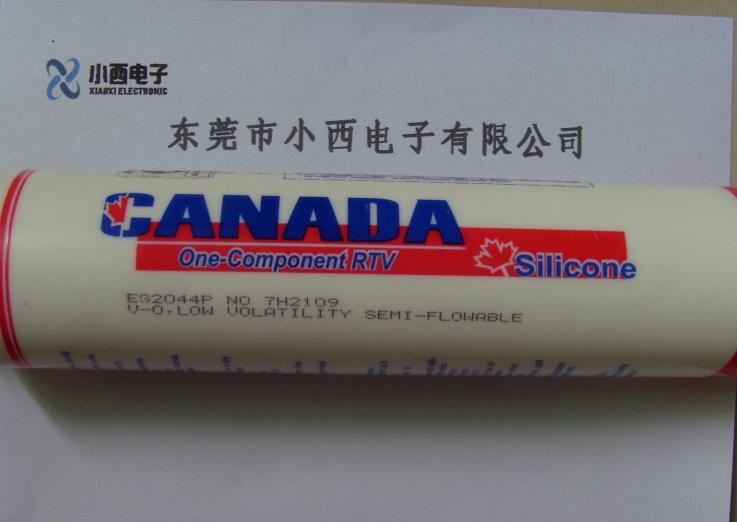 小西电子
XIAOXI ELECTRONIC
东莞市小西电子有限公司
CANADA
One-Component RTV
Silicone
ES2044P NO 7H2109
V-0,LOW VOLATILITY SEMI-FLOWABLE